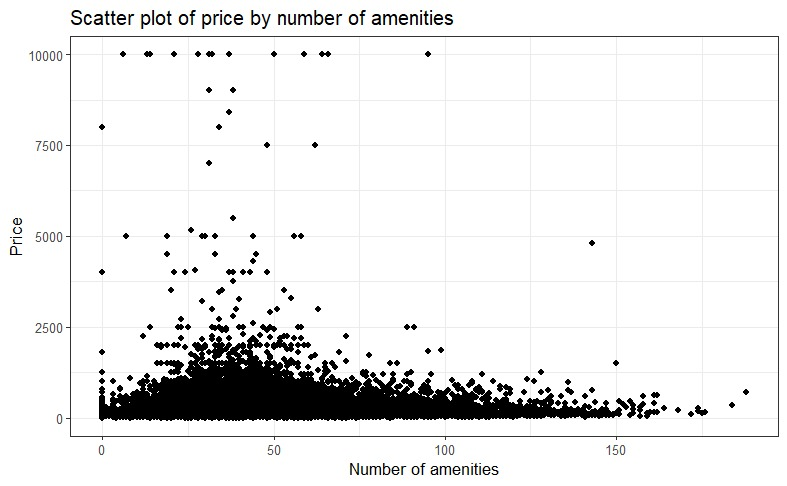 Scatter plot of price by number of amenities
10000
7500
5000
2500
0
Price
0 50 100 150
Number of amenities